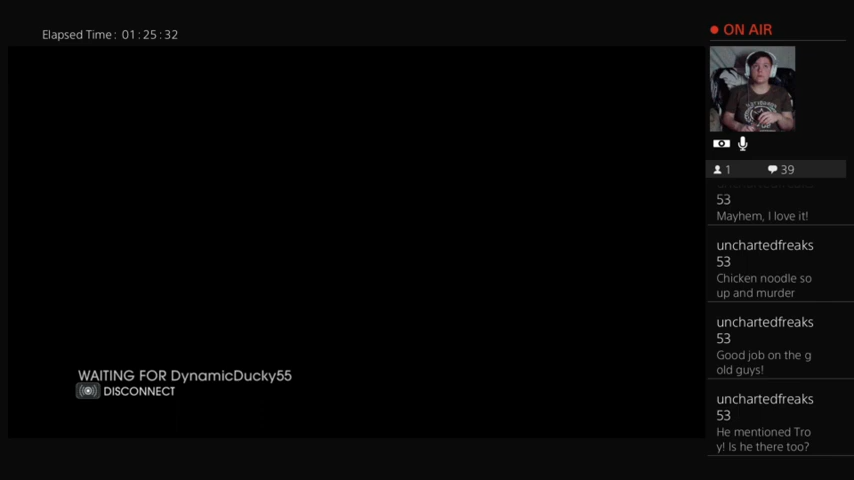 Elapsed Time: 01:25:32
ON AIR
1
39
53
Mayhem, I love it!
unchartedfreaks
53
Chicken noodle so
up and murder
unchartedfreaks
53
Good job on the g
old guys!
unchartedfreaks
53
He mentioned Tro
y! Is he there too?
WAITING FOR DynamicDucky55
DISCONNECT